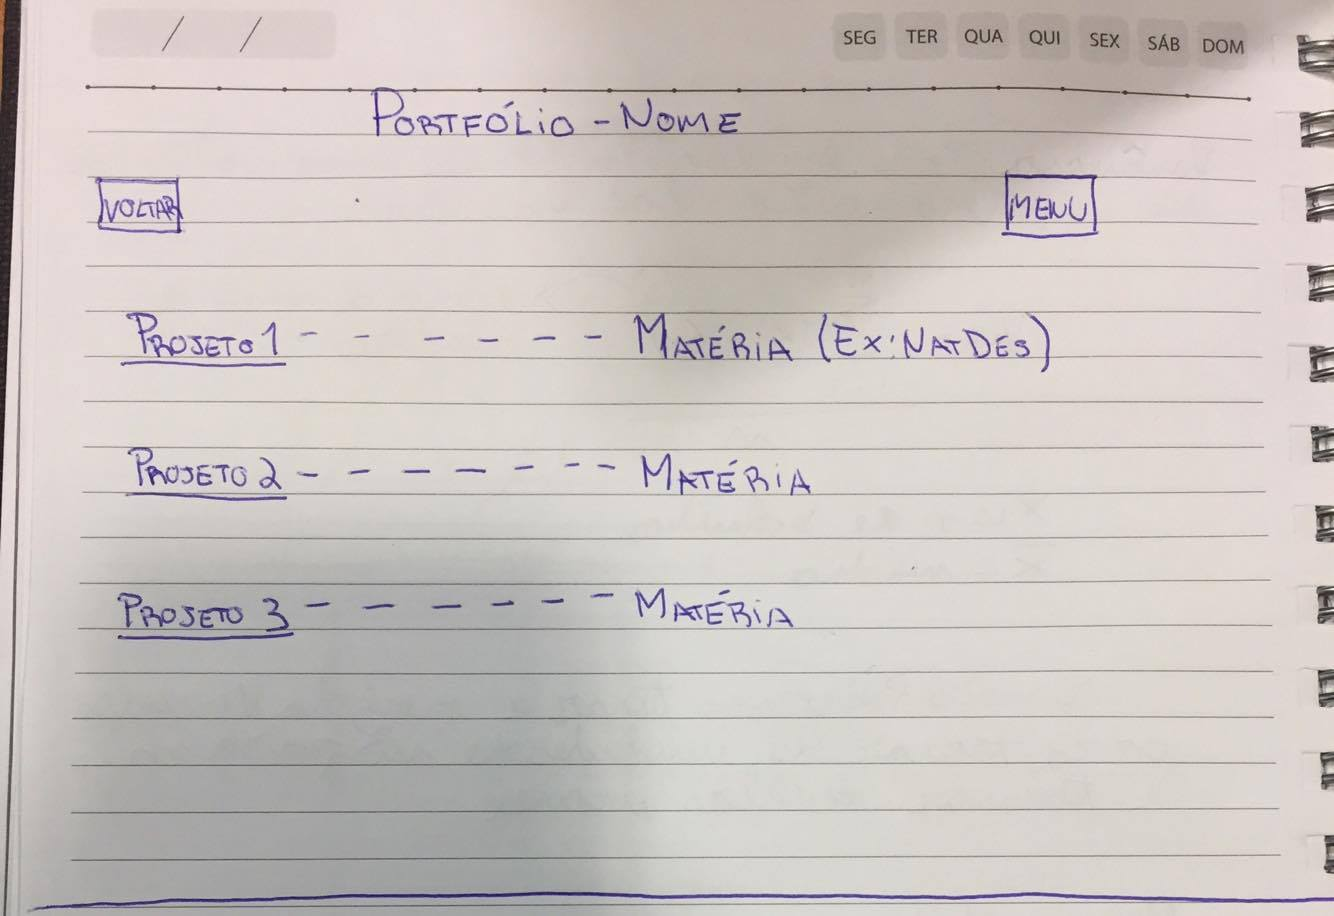 / /
SEG TER QUA QUI SEX SÁB DOM
PORTFÓLIO - NOME
VOLTAR
MENU
PROJETO 1 - - - - - - - MATÉRIA (EX: NATDES)
PROJETO 2 - - - - - - - MATÉRIA
PROJETO 3 - - - - - - MATÉRIA